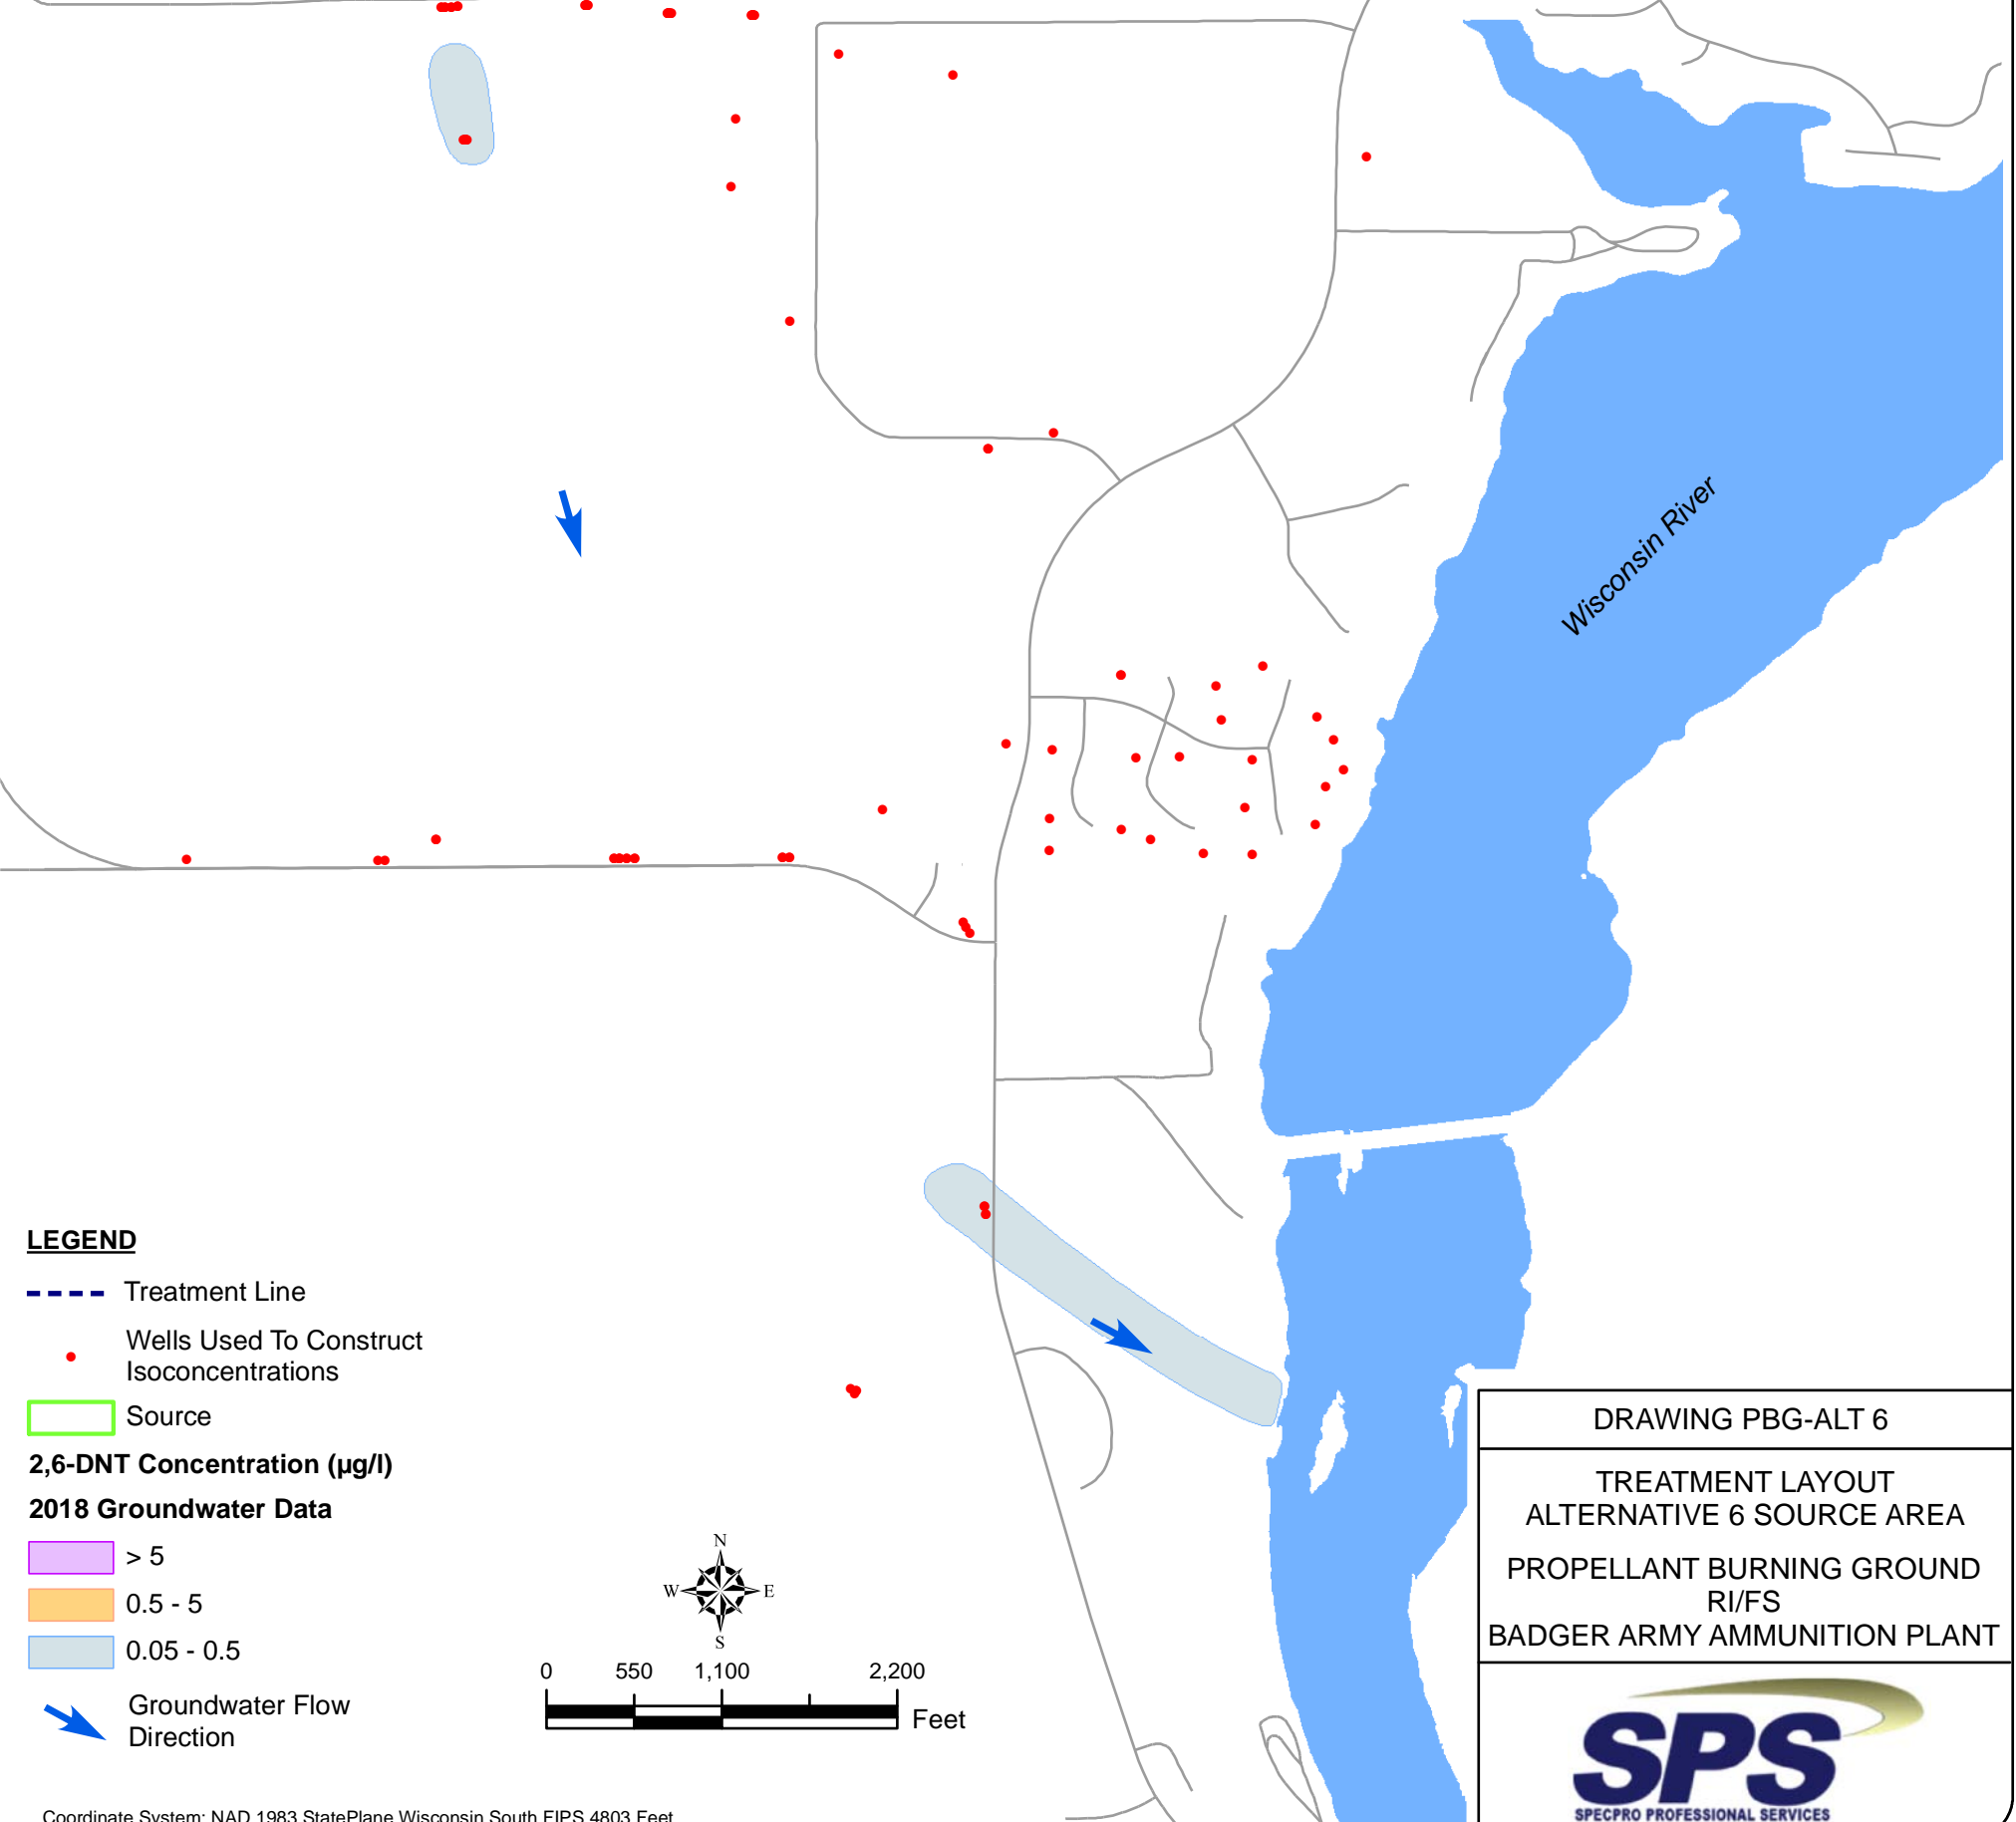 Wisconsin River
LEGEND
Treatment Line
Wells Used To Construct
Isoconcentrations
Source
2,6-DNT Concentration (µg/l)
2018 Groundwater Data
> 5
0.5 - 5
0.05 - 0.5
Groundwater Flow
Direction
N
W E
S
0 550 1,100 2,200
Feet
Coordinate System: NAD 1983 StatePlane Wisconsin South FIPS 4803 Feet
DRAWING PBG-ALT 6
TREATMENT LAYOUT
ALTERNATIVE 6 SOURCE AREA
PROPELLANT BURNING GROUND
RI/FS
BADGER ARMY AMMUNITION PLANT
SPS
SPECPRO PROFESSIONAL SERVICES